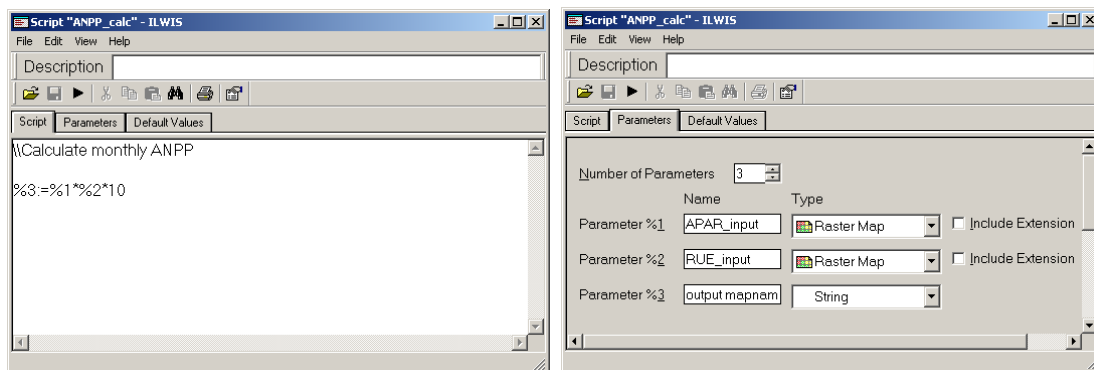 Script "ANPP_calc" - ILWIS
File Edit View Help
Description
Script Parameters Default Values
\\Calculate monthly ANPP
%3:=%1*%2*10
Script "ANPP_calc" - ILWIS
File Edit View Help
Description
Script Parameters Default Values
Number of Parameters 3
Name Type
Parameter %1 APAR_input Raster Map Include Extension
Parameter %2 RUE_input Raster Map Include Extension
Parameter %3 output mapnam String